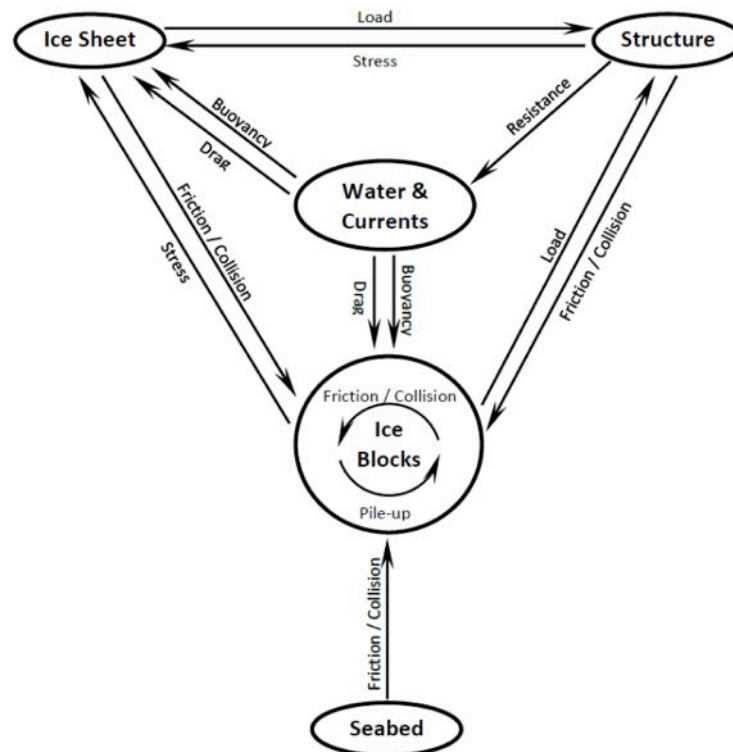 Load
Ice Sheet
Structure
Stress
Buoyancy
Drag
Resistance
Water &
Currents
Friction / Collision
Stress
Drag
Buoyancy
Load
Friction / Collision
Friction / Collision
Ice
Blocks
Pile-up
Friction / Collision
Seabed